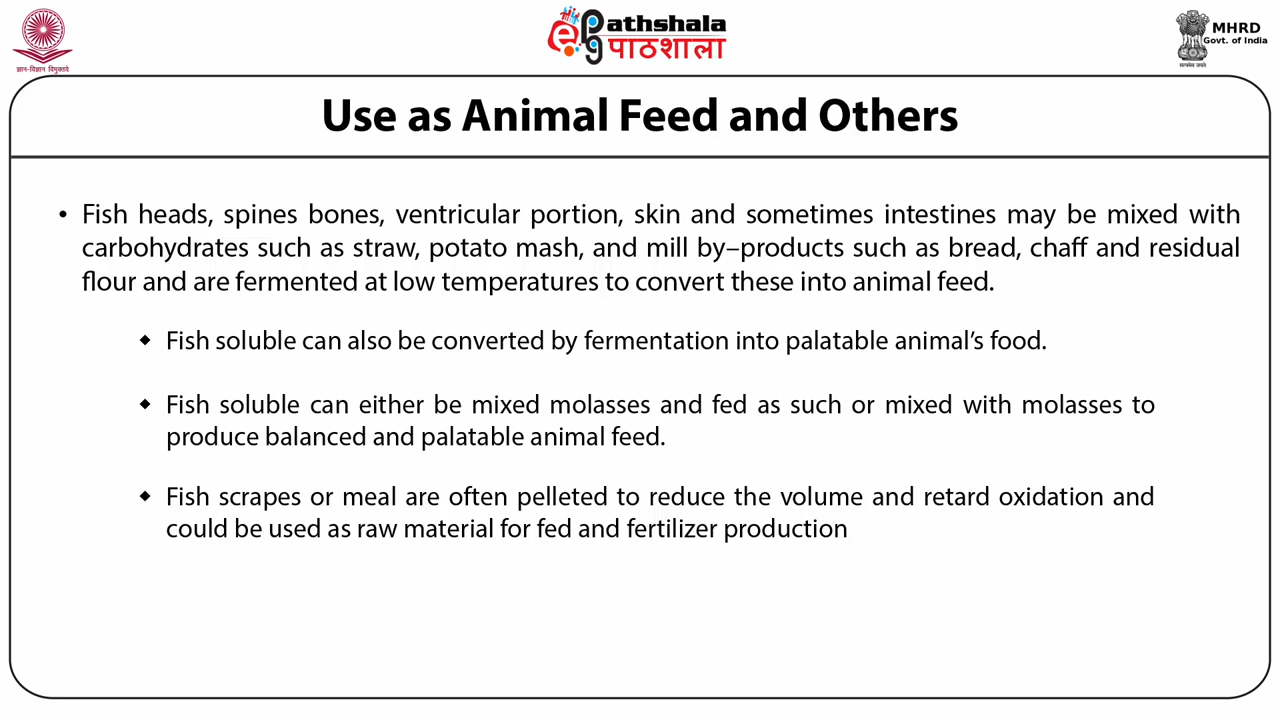 ज्ञान-विज्ञान विमुक्तये
ePathshala
पाठशाला
MHRD
Govt. of India
सत्यमेव जयते
Use as Animal Feed and Others
• Fish heads, spines bones, ventricular portion, skin and sometimes intestines may be mixed with
carbohydrates such as straw, potato mash, and mill by–products such as bread, chaff and residual
flour and are fermented at low temperatures to convert these into animal feed.
◆ Fish soluble can also be converted by fermentation into palatable animal’s food.
◆ Fish soluble can either be mixed molasses and fed as such or mixed with molasses to
produce balanced and palatable animal feed.
◆ Fish scrapes or meal are often pelleted to reduce the volume and retard oxidation and
could be used as raw material for fed and fertilizer production